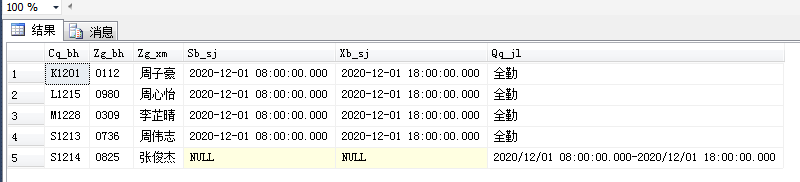 100 %
结果 消息
Cq_bh Zg_bh Zg_xm Sb_sj Xb_sj Qq_jl
1 K1201 0112 周子豪 2020-12-01 08:00:00.000 2020-12-01 18:00:00.000 全勤
2 L1215 0980 周心怡 2020-12-01 08:00:00.000 2020-12-01 18:00:00.000 全勤
3 M1228 0309 李芷晴 2020-12-01 08:00:00.000 2020-12-01 18:00:00.000 全勤
4 S1213 0736 周伟志 2020-12-01 08:00:00.000 2020-12-01 18:00:00.000 全勤
5 S1214 0825 张俊杰 NULL NULL 2020/12/01 08:00:00.000-2020/12/01 18:00:00.000